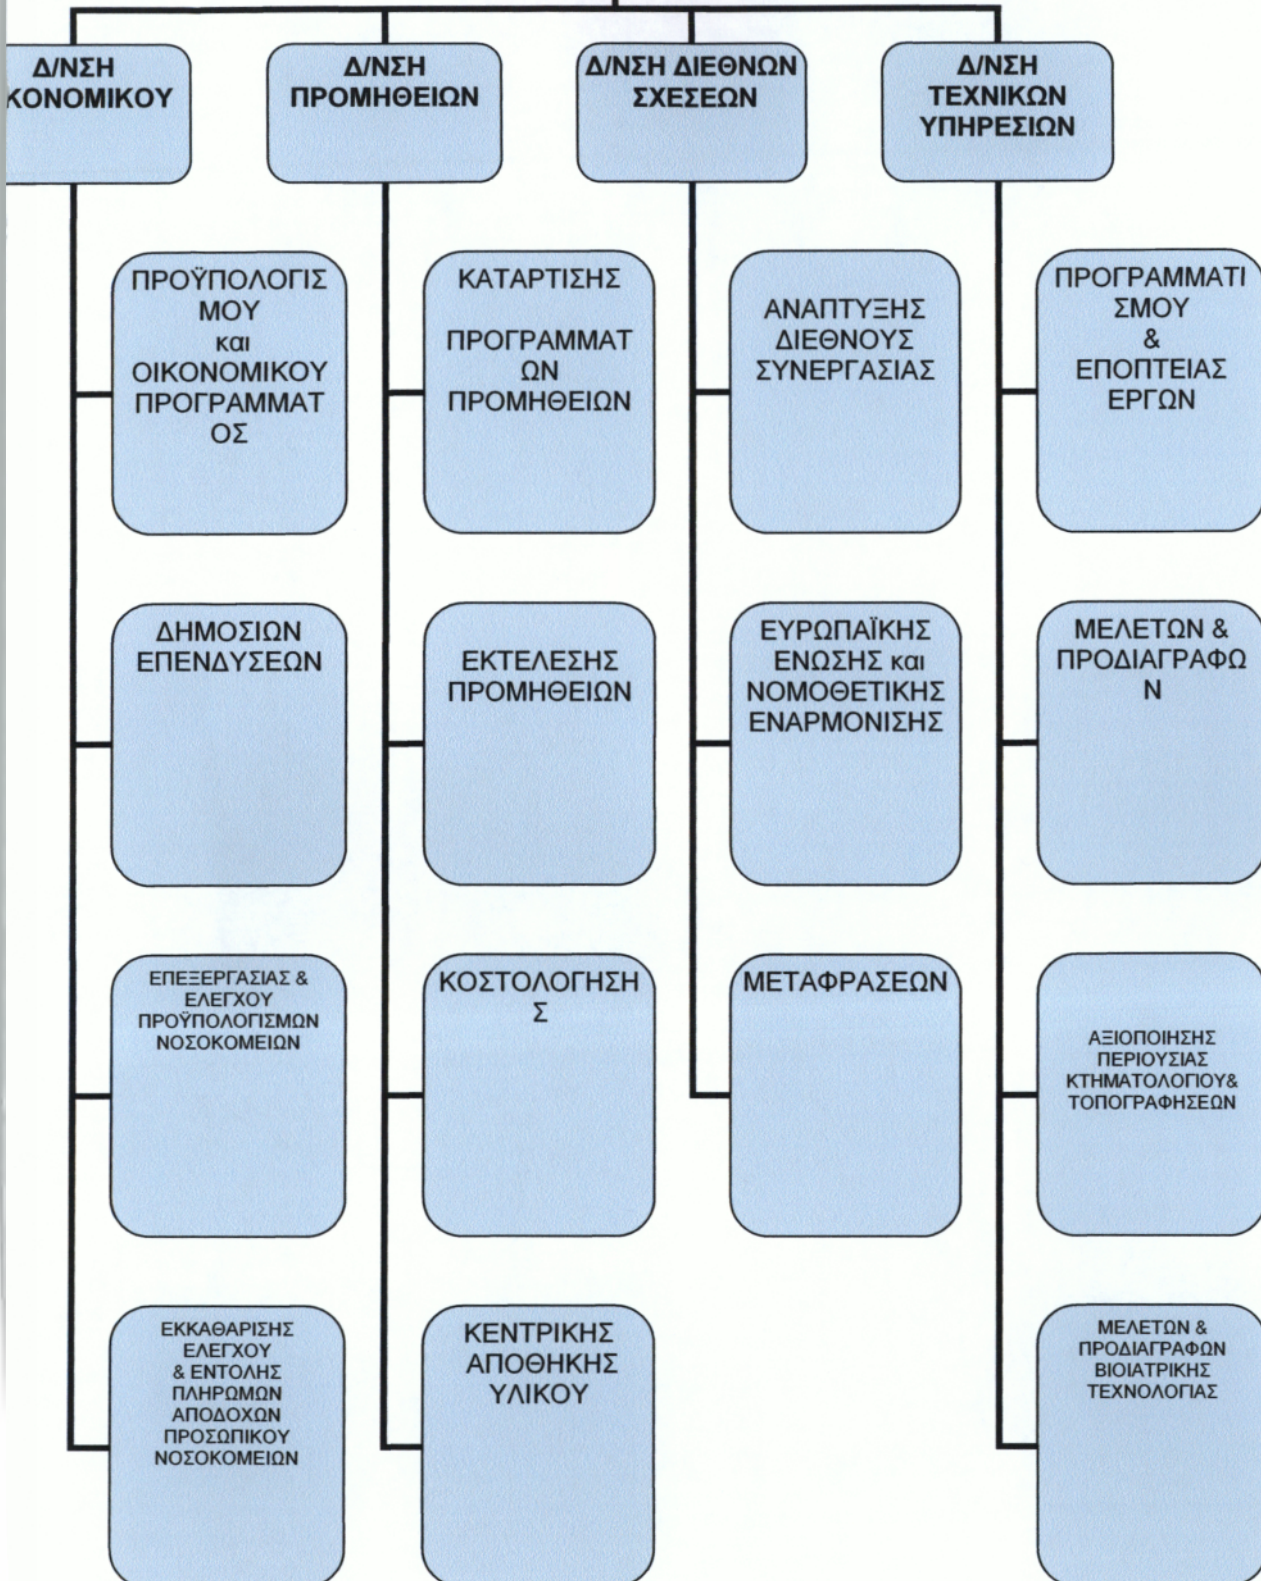 Δ/ΝΣΗ
ΚΟΝΟΜΙΚΟΥ
Δ/ΝΣΗ
ΠΡΟΜΗΘΕΙΩΝ
Δ/ΝΣΗ ΔΙΕΘΝΩΝ
ΣΧΕΣΕΩΝ
Δ/ΝΣΗ
ΤΕΧΝΙΚΩΝ
ΥΠΗΡΕΣΙΩΝ
ΠΡΟΫΠΟΛΟΓΙΣ
ΜΟΥ
και
ΟΙΚΟΝΟΜΙΚΟΥ
ΠΡΟΓΡΑΜΜΑΤ
ΟΣ
ΚΑΤΑΡΤΙΣΗΣ
ΠΡΟΓΡΑΜΜΑΤ
ΩΝ
ΠΡΟΜΗΘΕΙΩΝ
ΑΝΑΠΤΥΞΗΣ
ΔΙΕΘΝΟΥΣ
ΣΥΝΕΡΓΑΣΙΑΣ
ΠΡΟΓΡΑΜΜΑΤΙ
ΣΜΟΥ
&
ΕΠΟΠΤΕΙΑΣ
ΕΡΓΩΝ
ΔΗΜΟΣΙΩΝ
ΕΠΕΝΔΥΣΕΩΝ
ΕΚΤΕΛΕΣΗΣ
ΠΡΟΜΗΘΕΙΩΝ
ΕΥΡΩΠΑΪΚΗΣ
ΕΝΩΣΗΣ και
ΝΟΜΟΘΕΤΙΚΗΣ
ΕΝΑΡΜΟΝΙΣΗΣ
ΜΕΛΕΤΩΝ &
ΠΡΟΔΙΑΓΡΑΦΩ
Ν
ΕΠΕΞΕΡΓΑΣΙΑΣ &
ΕΛΕΓΧΟΥ
ΠΡΟΫΠΟΛΟΓΙΣΜΩΝ
ΝΟΣΟΚΟΜΕΙΩΝ
ΚΟΣΤΟΛΟΓΗΣΗ
Σ
ΜΕΤΑΦΡΑΣΕΩΝ
ΑΞΙΟΠΟΙΗΣΗΣ
ΠΕΡΙΟΥΣΙΑΣ
ΚΤΗΜΑΤΟΛΟΓΙΟΥ&
ΤΟΠΟΓΡΑΦΗΣΕΩΝ
ΕΚΚΑΘΑΡΙΣΗΣ
ΕΛΕΓΧΟΥ
& ΕΝΤΟΛΗΣ
ΠΛΗΡΩΜΩΝ
ΑΠΟΔΟΧΩΝ
ΠΡΟΣΩΠΙΚΟΥ
ΝΟΣΟΚΟΜΕΙΩΝ
ΚΕΝΤΡΙΚΗΣ
ΑΠΟΘΗΚΗΣ
ΥΛΙΚΟΥ
ΜΕΛΕΤΩΝ &
ΠΡΟΔΙΑΓΡΑΦΩΝ
ΒΙΟΙΑΤΡΙΚΗΣ
ΤΕΧΝΟΛΟΓΙΑΣ